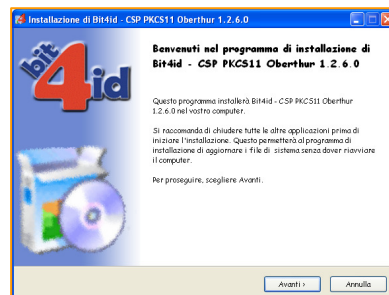 Installazione di Bit4id - CSP PKCS11 Oberthur 1.2.6.0
bit
4id
Benvenuti nel programma di installazione di
Bit4id - CSP PKCS11 Oberthur 1.2.6.0
Questo programma installerà Bit4id - CSP PKCS11 Oberthur
1.2.6.0 nel vostro computer.
Si raccomanda di chiudere tutte le altre applicazioni prima di
iniziare l'installazione. Questo permetterà al programma di
installazione di aggiornare i file di sistema senza dover riavviare
il computer.
Per proseguire, scegliere Avanti.
Avanti >
Annulla